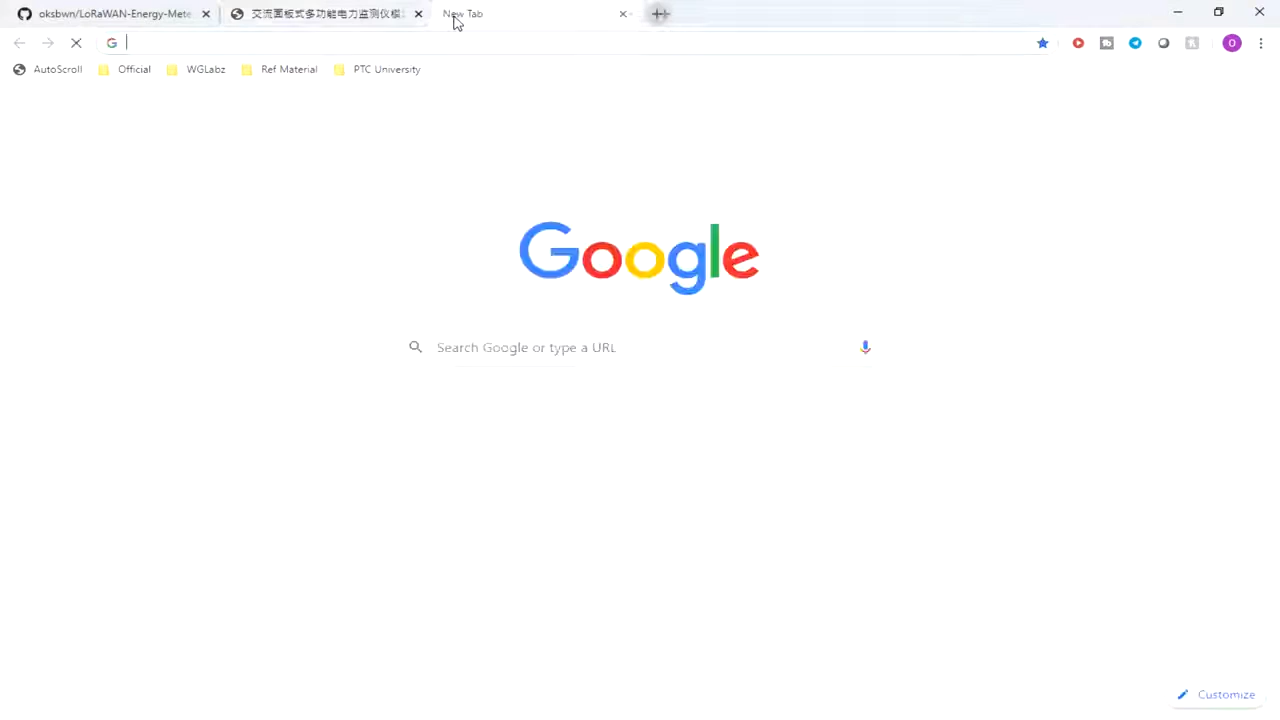 oksbwn/LoRaWAN-Energy-Mete
交流面板式多功能电力监测仪模
New Tab
AutoScroll
Official
WGLabz
Ref Material
PTC University
O
Google
Search Google or type a URL
Customize